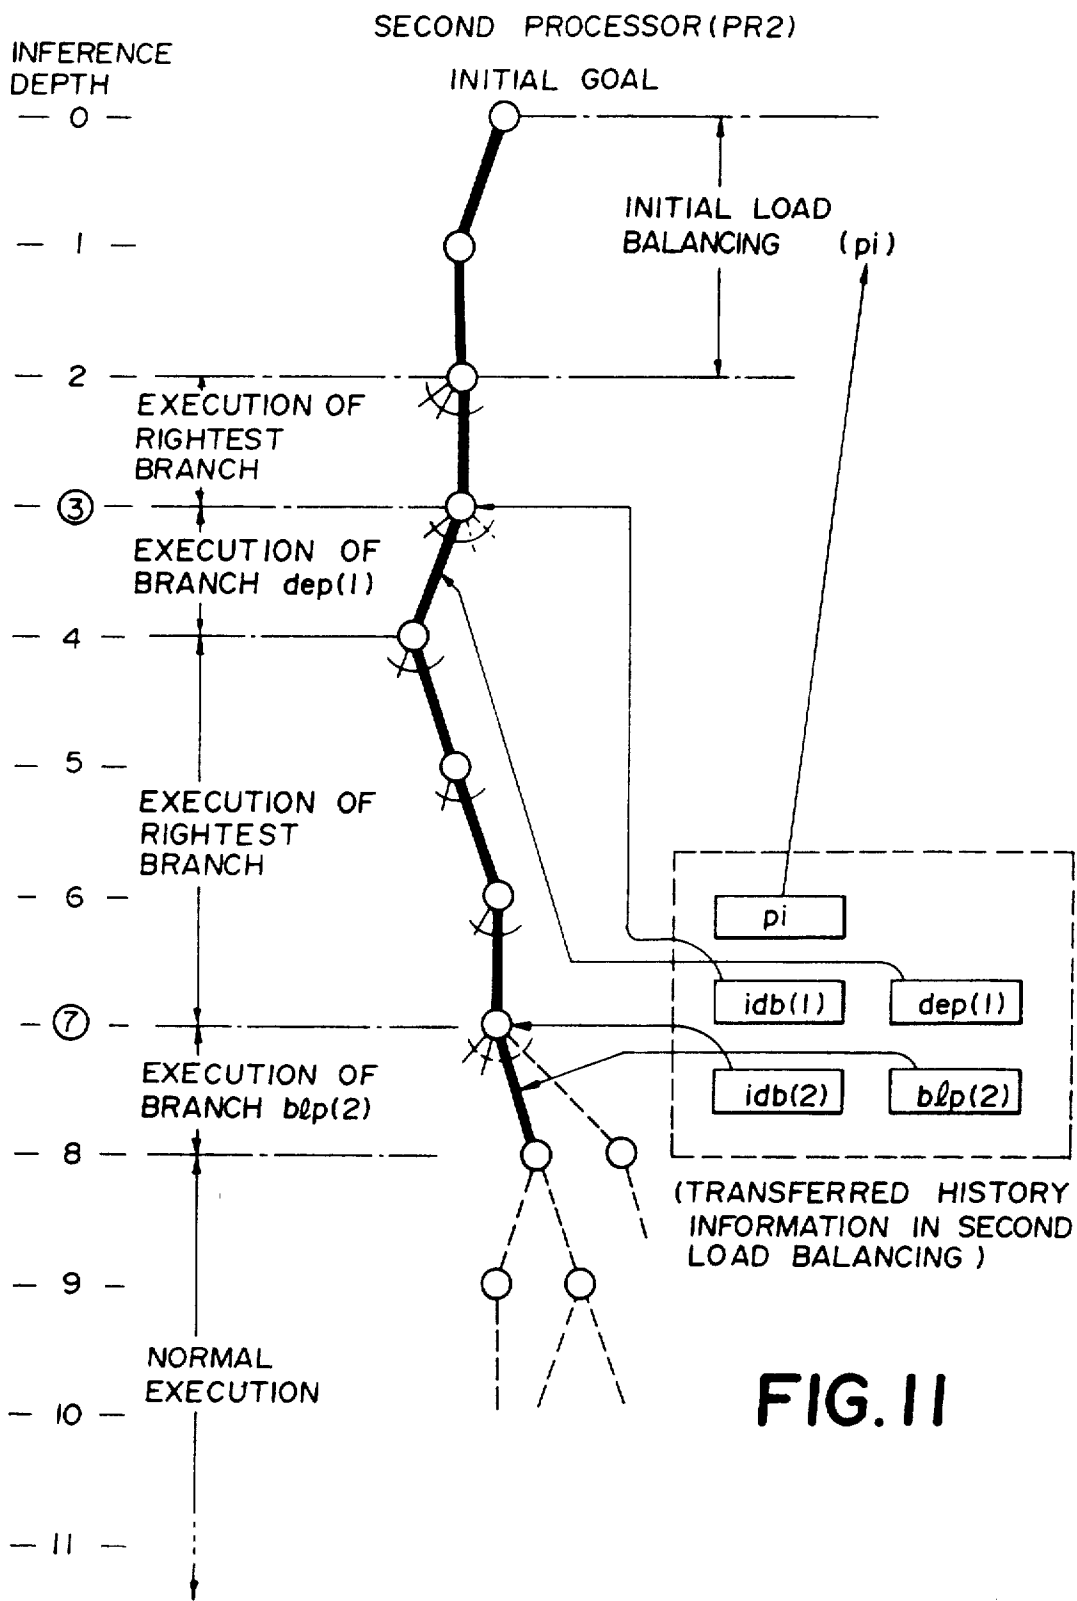 SECOND PROCESSOR(PR2)
INFERENCE
DEPTH
INITIAL GOAL
— 0 —
INITIAL LOAD
BALANCING (pi)
— 1 —
— 2 —
EXECUTION OF
RIGHTEST
BRANCH
— 3 —
EXECUTION OF
BRANCH dep(1)
— 4 —
— 5 —
EXECUTION OF
RIGHTEST
BRANCH
— 6 —
pi
idb(1) dep(1)
— 7 —
EXECUTION OF
BRANCH blp(2)
idb(2) blp(2)
— 8 —
(TRANSFERRED HISTORY
INFORMATION IN SECOND
LOAD BALANCING)
— 9 —
NORMAL
EXECUTION
— 10 —
FIG. 11
— 11 —